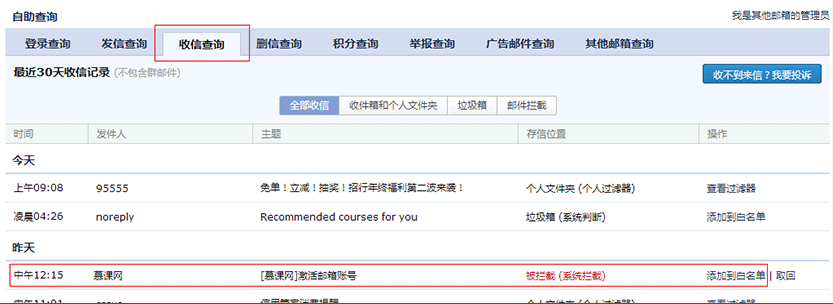 自助查询 我是其他邮箱的管理员
登录查询 发信查询 收信查询 删信查询 积分查询 举报查询 广告邮件查询 其他邮箱查询
最近30天收信记录 (不包含群邮件) 收不到来信？我要投诉
全部收信 收件箱和个人文件夹 垃圾箱 邮件拦截
时间 发件人 主题 存信位置 操作
今天
上午09:08 95555 免单！立减！抽奖！招行年终福利第二波来袭！ 个人文件夹 (个人过滤器) 查看过滤器
凌晨04:26 noreply Recommended courses for you 垃圾箱 (系统判断) 添加到白名单
昨天
中午12:15 慕课网 [慕课网]激活邮箱账号 被拦截 (系统拦截) 添加到白名单 | 取回